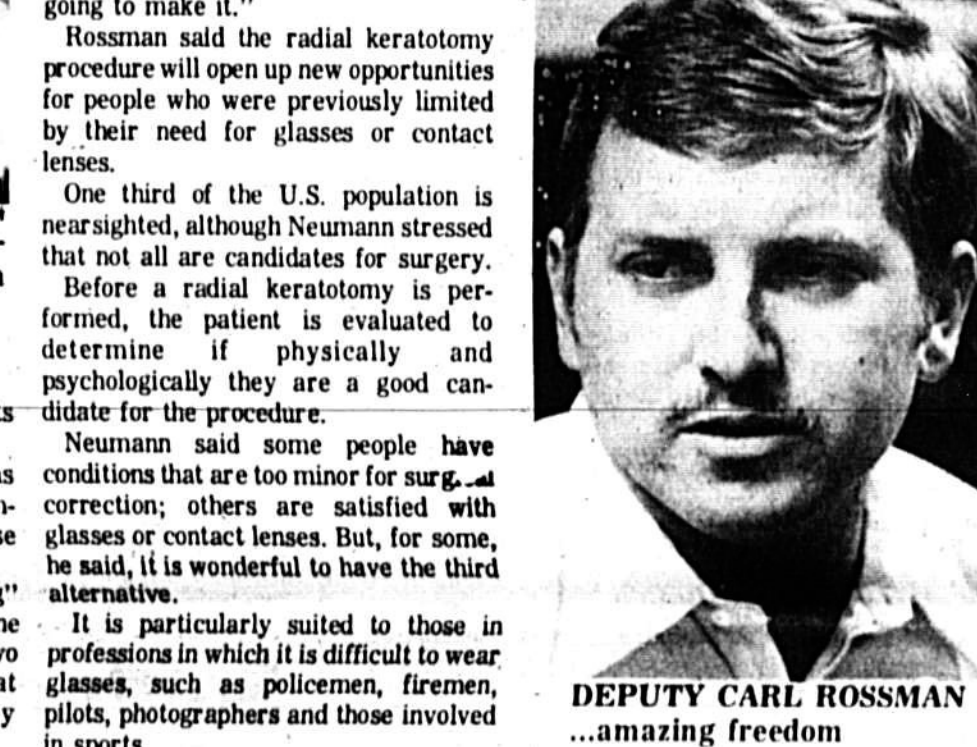 going to make it."
Rossman said the radial keratotomy
procedure will open up new opportunities
for people who were previously limited
by their need for glasses or contact
lenses.
One third of the U.S. population is
nearsighted, although Neumann stressed
that not all are candidates for surgery.
Before a radial keratotomy is per-
formed, the patient is evaluated to
determine if physically and
psychologically they are a good can-
didate for the procedure.
Neumann said some people have
conditions that are too minor for
correction; others are satisfied with
glasses or contact lenses. But, for some,
he said, it is wonderful to have the third
alternative.
It is particularly suited to those in
professions in which it is difficult to wear
glasses, such as policemen, firemen,
pilots, photographers and those involved
in sports.
DEPUTY CARL ROSSMAN
...amazing freedom